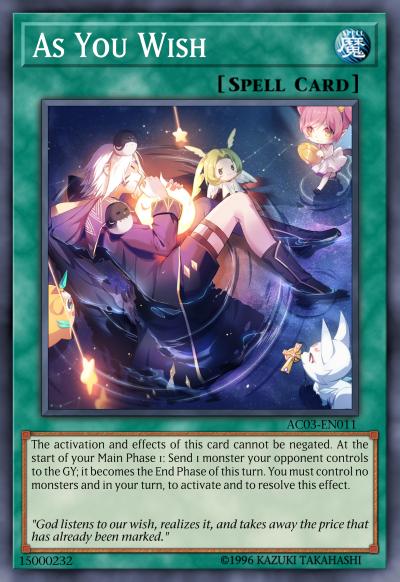 As You Wish
魔
[SPELL CARD]
AC03-EN011
The activation and effects of this card cannot be negated. At the
start of your Main Phase 1: Send 1 monster your opponent controls
to the GY; it becomes the End Phase of this turn. You must control no
monsters and in your turn, to activate and to resolve this effect.
"God listens to our wish, realizes it, and takes away the price that
has already been marked."
15000232
©1996 KAZUKI TAKAHASHI